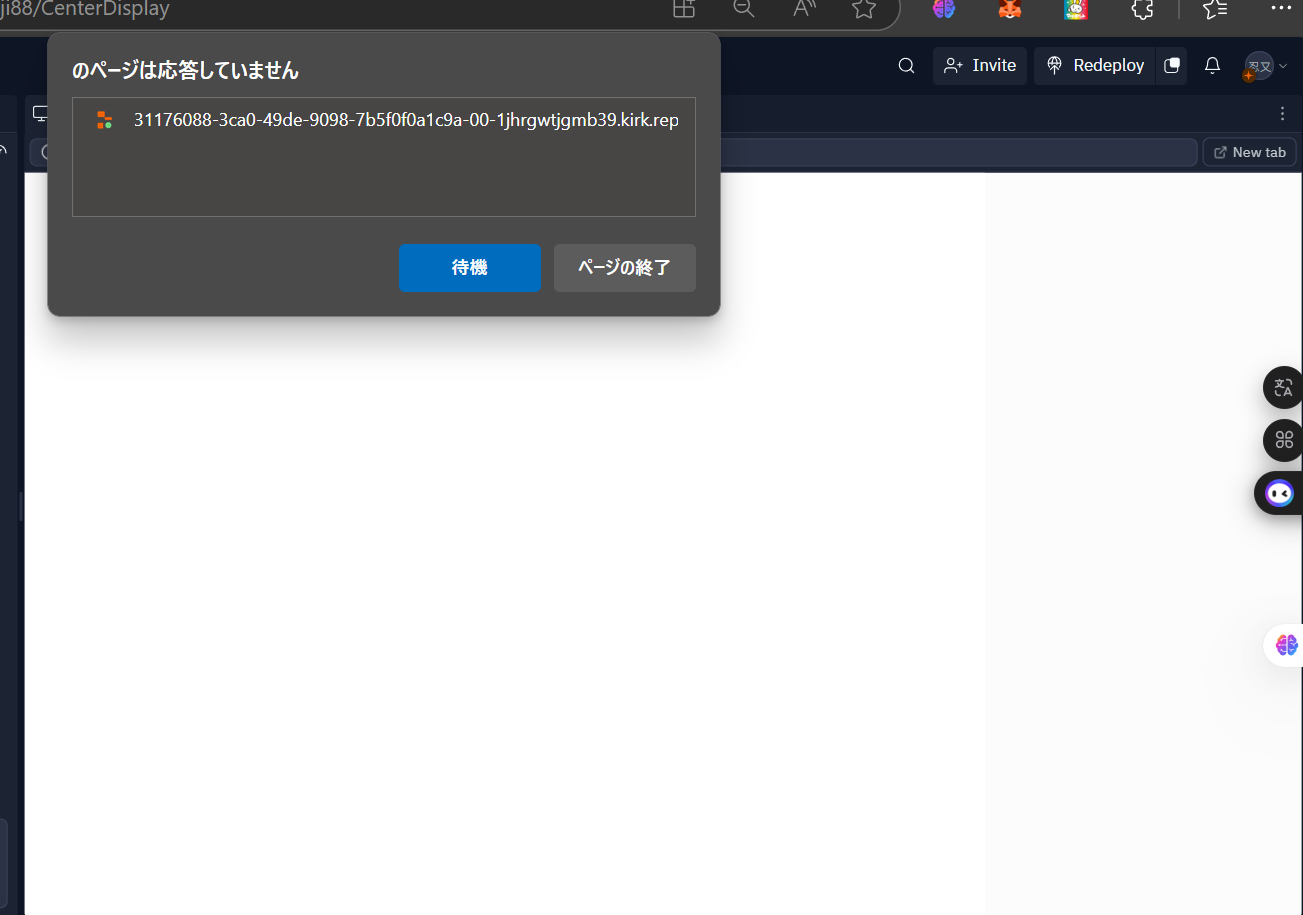 ji88/CenterDisplay
のページは応答していません
31176088-3ca0-49de-9098-7b5f0f0a1c9a-00-1jhrgwtjgmb39.kirk.rep
待機
ページの終了
Invite
Redeploy
New tab